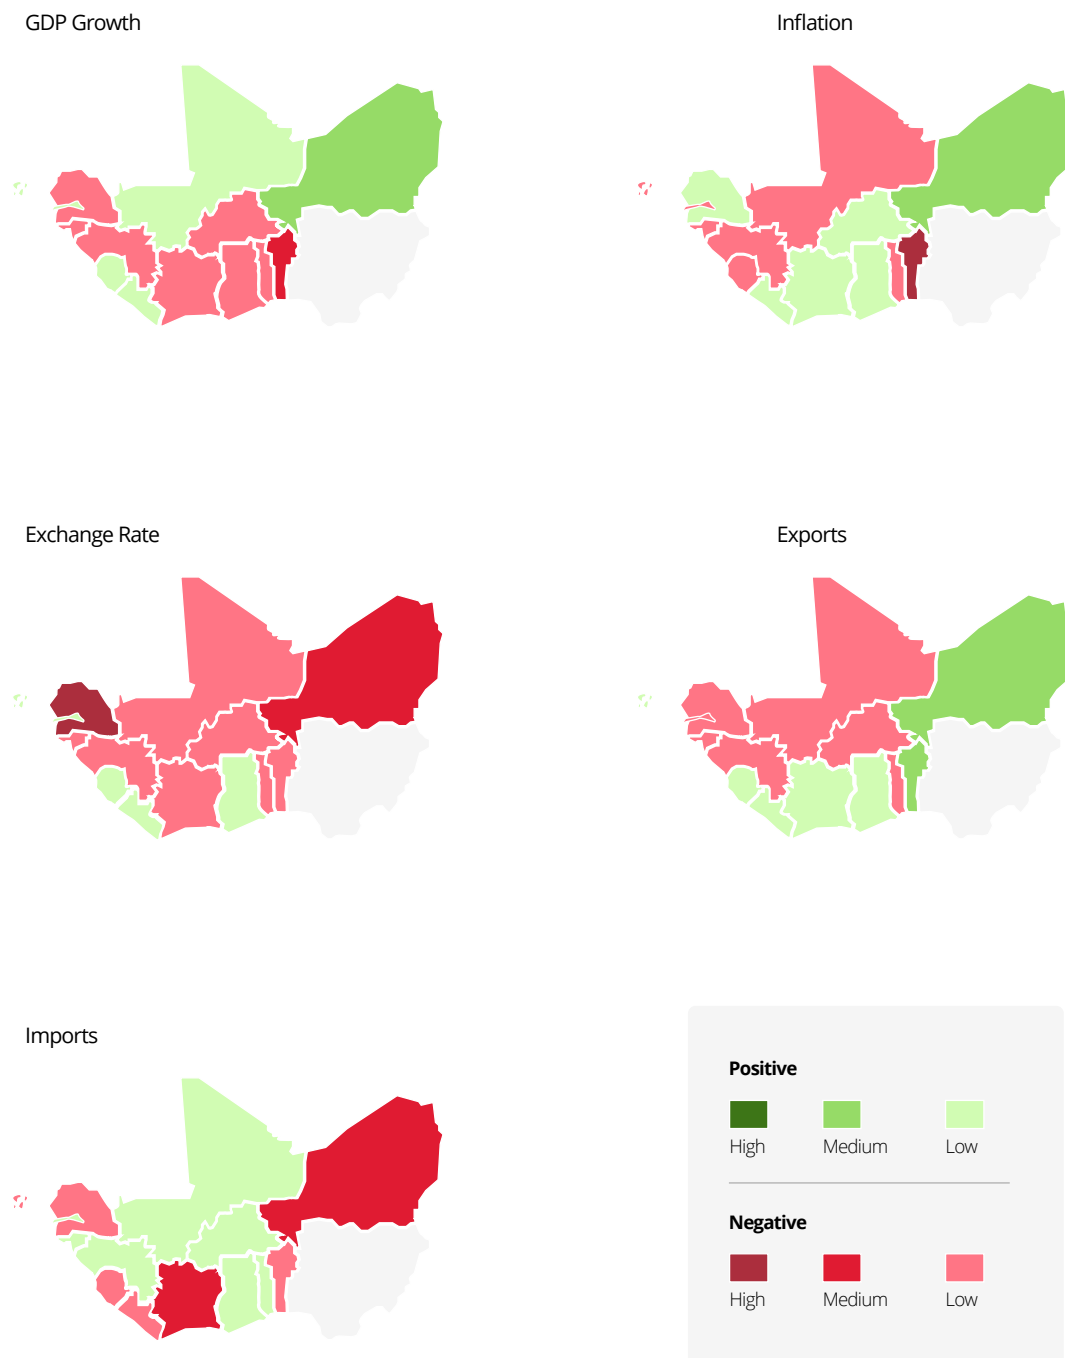 GDP Growth
Inflation
Exchange Rate
Exports
Imports
Positive
High Medium Low
Negative
High Medium Low